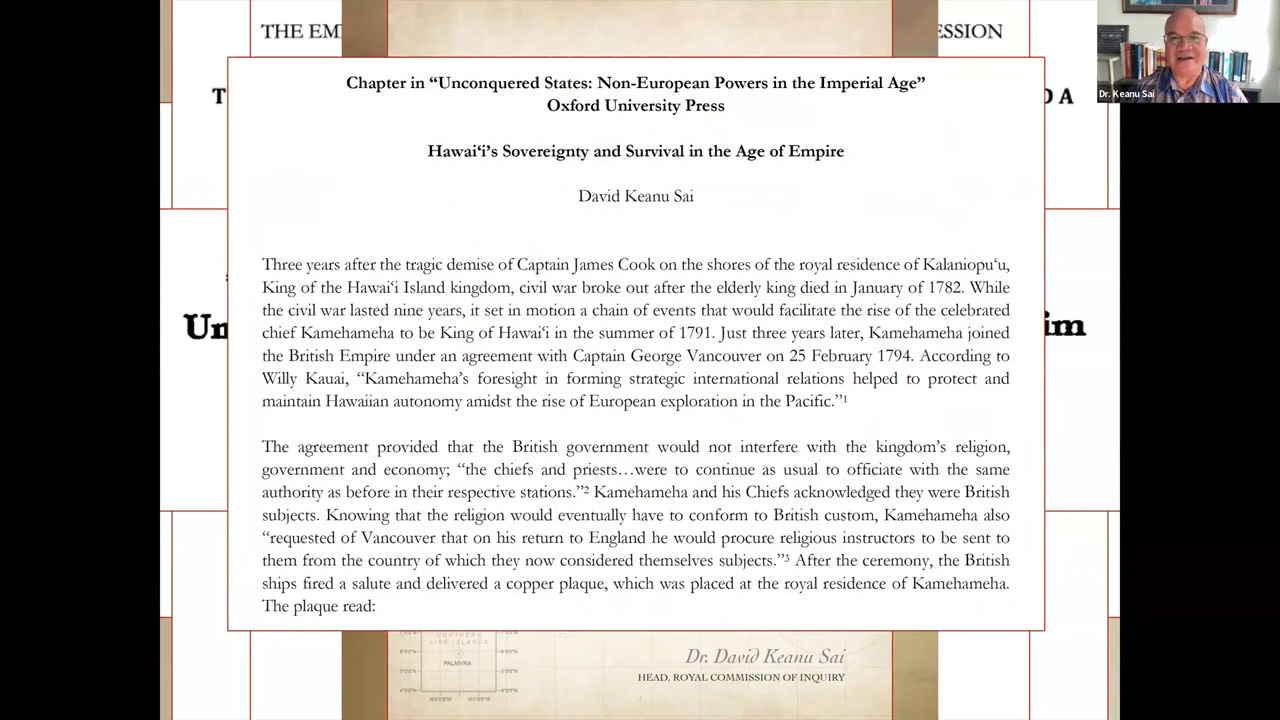 THE EM
ESSION
Chapter in “Unconquered States: Non-European Powers in the Imperial Age”
Oxford University Press
Hawai‘i’s Sovereignty and Survival in the Age of Empire
David Keanu Sai
Dr. Keanu Sai
Three years after the tragic demise of Captain James Cook on the shores of the royal residence of Kalaniopu‘u,
King of the Hawai‘i Island kingdom, civil war broke out after the elderly king died in January of 1782. While
the civil war lasted nine years, it set in motion a chain of events that would facilitate the rise of the celebrated
chief Kamehameha to be King of Hawai‘i in the summer of 1791. Just three years later, Kamehameha joined
the British Empire under an agreement with Captain George Vancouver on 25 February 1794. According to
Willy Kauai, “Kamehameha’s foresight in forming strategic international relations helped to protect and
maintain Hawaiian autonomy amidst the rise of European exploration in the Pacific.”¹
The agreement provided that the British government would not interfere with the kingdom’s religion,
government and economy; “the chiefs and priests…were to continue as usual to officiate with the same
authority as before in their respective stations.”² Kamehameha and his Chiefs acknowledged they were British
subjects. Knowing that the religion would eventually have to conform to British custom, Kamehameha also
“requested of Vancouver that on his return to England he would procure religious instructors to be sent to
them from the country of which they now considered themselves subjects.”³ After the ceremony, the British
ships fired a salute and delivered a copper plaque, which was placed at the royal residence of Kamehameha.
The plaque read:
Un
im
NORTHERN
LINE ISLANDS
PALMYRA
Dr. David Keanu Sai
HEAD, ROYAL COMMISSION OF INQUIRY